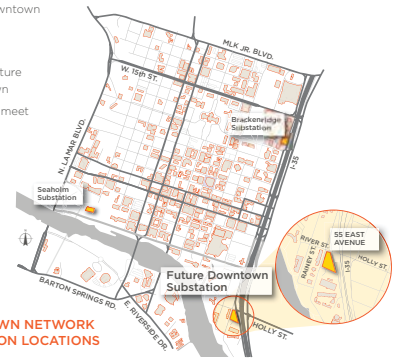 wntown
ture
n
meet
MLK JR. BLVD.
W. 15th ST.
Brackenridge
Substation
N. LAMAR BLVD.
I-35
Seaholm
Substation
55 EAST
AVENUE
RIVER ST.
RAINEY ST.
I-35
HOLLY ST.
Future Downtown
Substation
BARTON SPRINGS RD.
E. RIVERSIDE DR.
HOLLY ST.
WN NETWORK
ON LOCATIONS